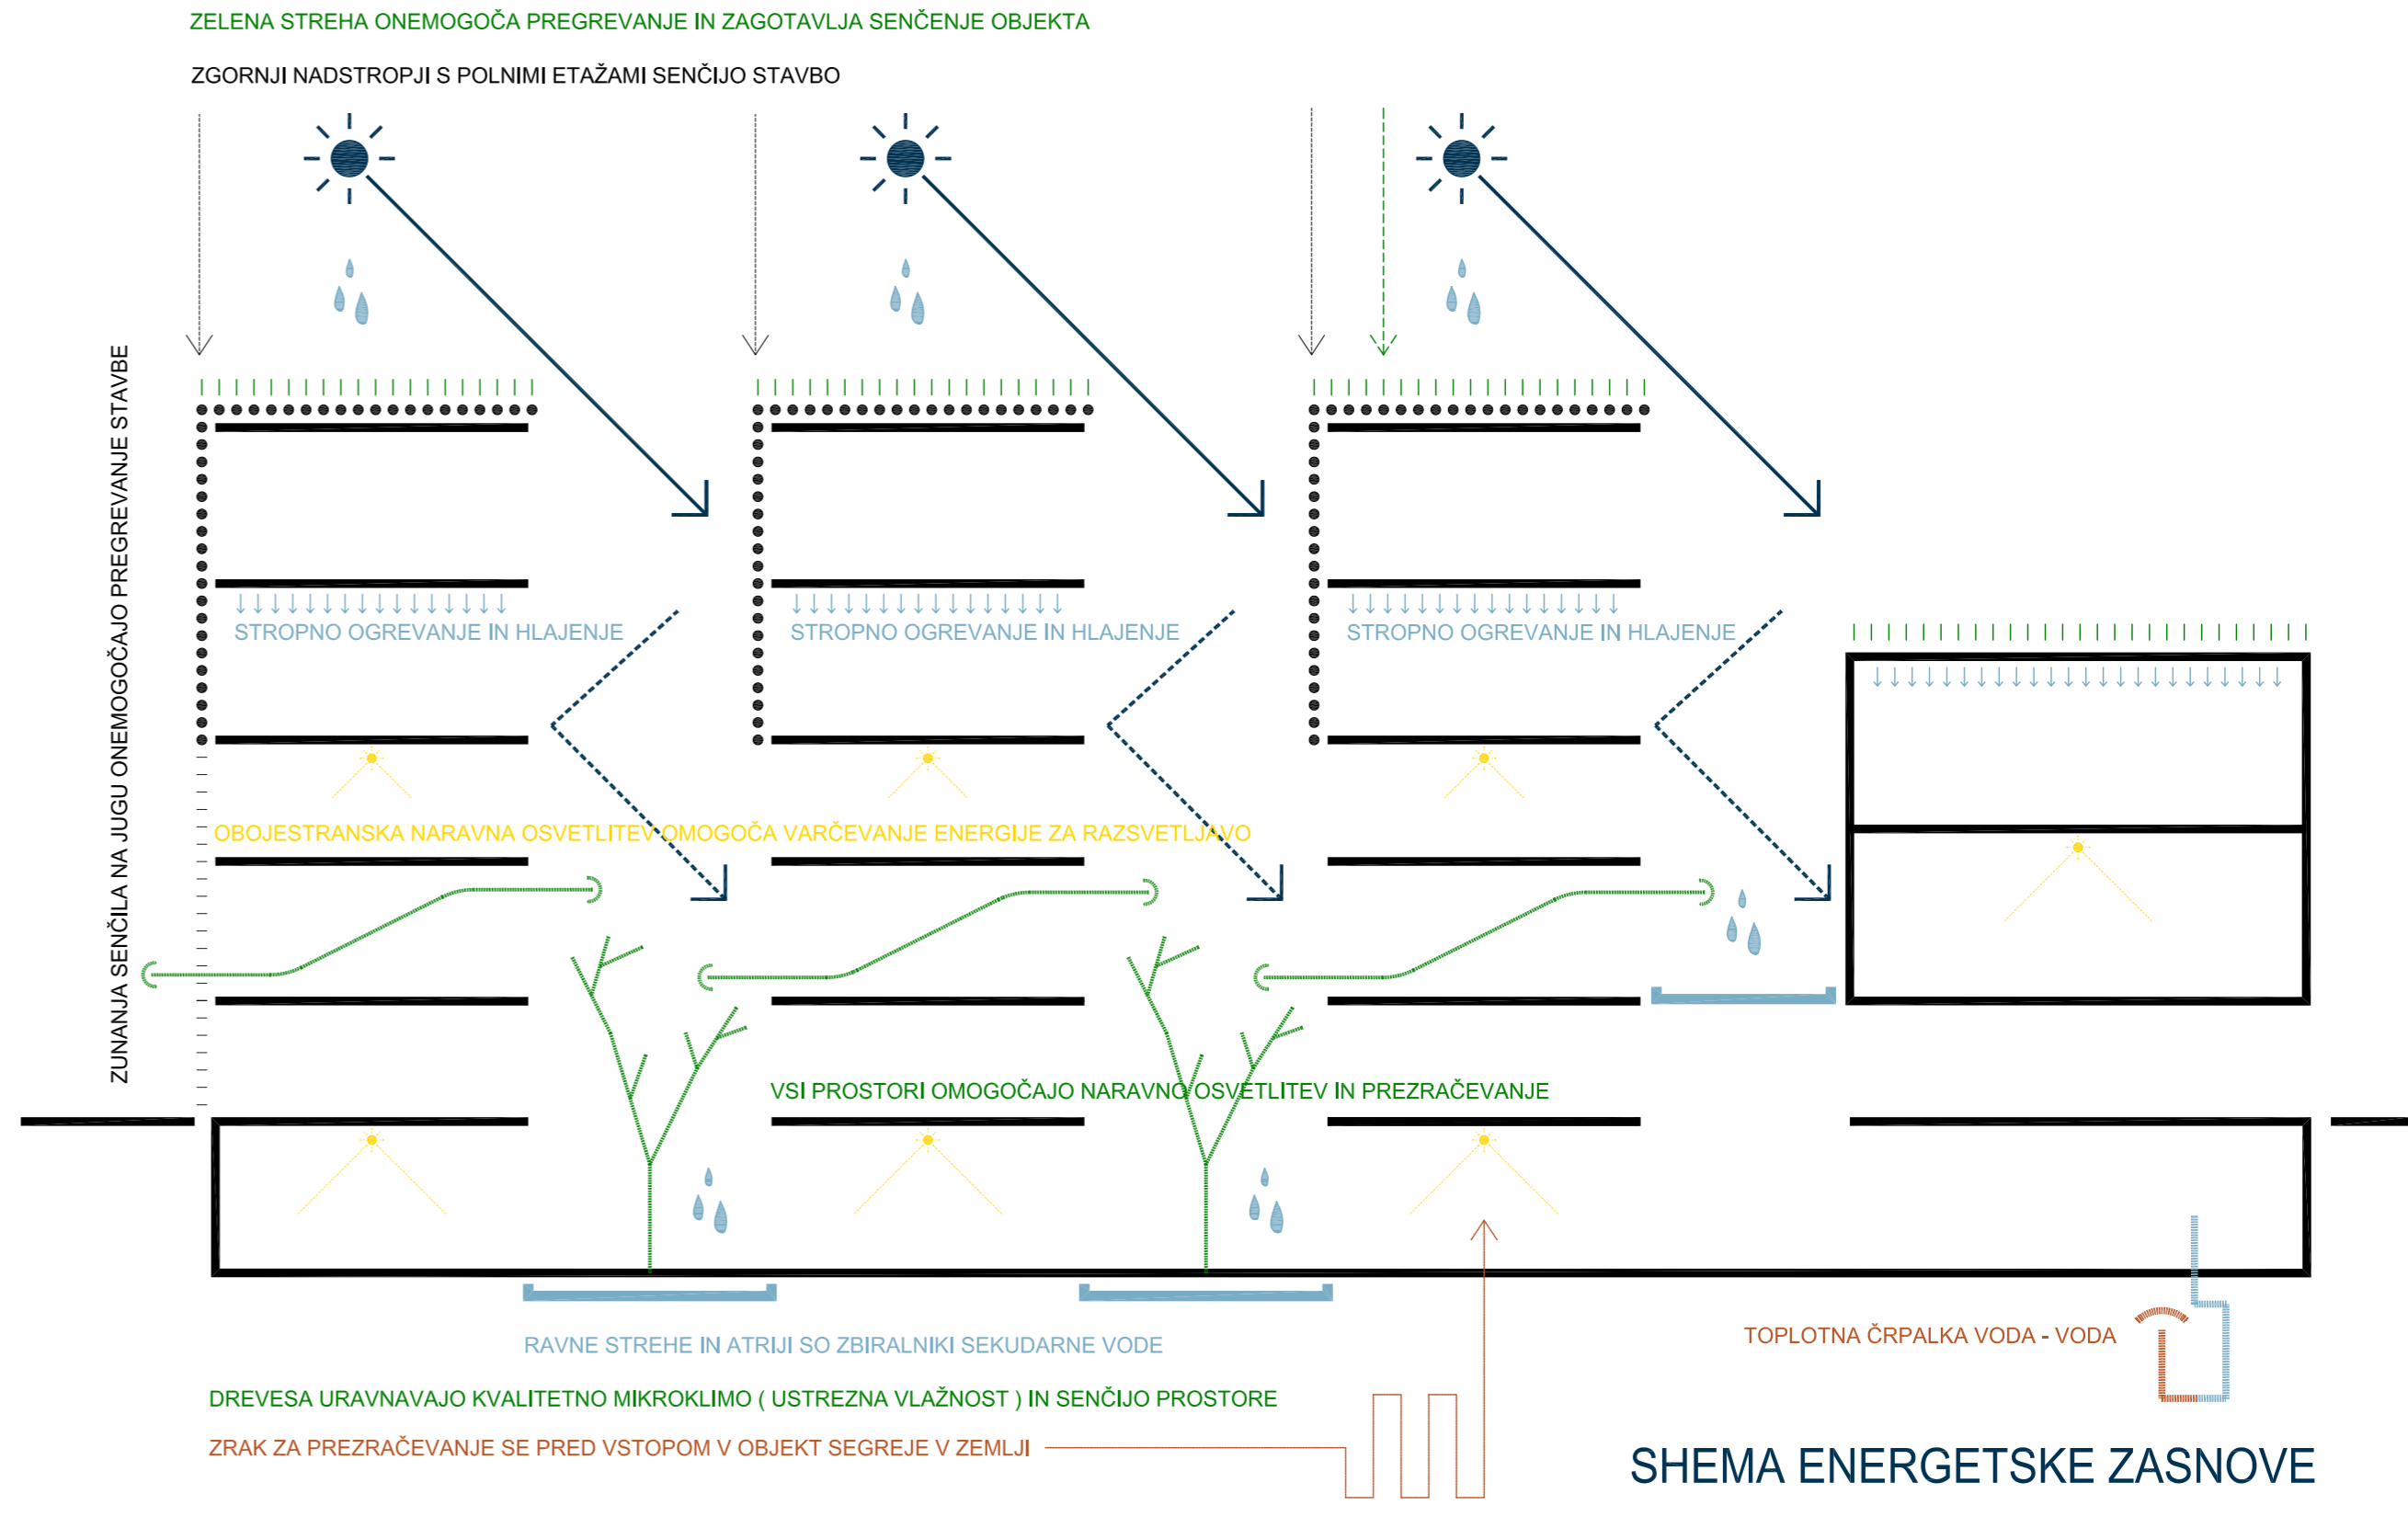 ZELENA STREHA ONEMOGOČA PREGREVANJE IN ZAGOTAVLJA SENČENJE OBJEKTA
ZGORNJI NADSTROPJI S POLNIMI ETAŽAMI SENČIJO STAVBO
ZUNANJA SENČILA NA JUGU ONEMOGOČAJO PREGREVANJE STAVBE
STROPNO OGREVANJE IN HLAJENJE
STROPNO OGREVANJE IN HLAJENJE
STROPNO OGREVANJE IN HLAJENJE
OBOJESTRANSKA NARAVNA OSVETLITEV OMOGOČA VARČEVANJE ENERGIJE ZA RAZSVETLJAVO
VSI PROSTORI OMOGOČAJO NARAVNO OSVETLITEV IN PREZRAČEVANJE
RAVNE STREHE IN ATRIJI SO ZBIRALNIKI SEKUDARNE VODE
TOPLOTNA ČRPALKA VODA - VODA
DREVESA URAVNAVAJO KVALITETNO MIKROKLIMO ( USTREZNA VLAŽNOST ) IN SENČIJO PROSTORE
ZRAK ZA PREZRAČEVANJE SE PRED VSTOPOM V OBJEKT SEGREJE V ZEMLJI
SHEMA ENERGETSKE ZASNOVE